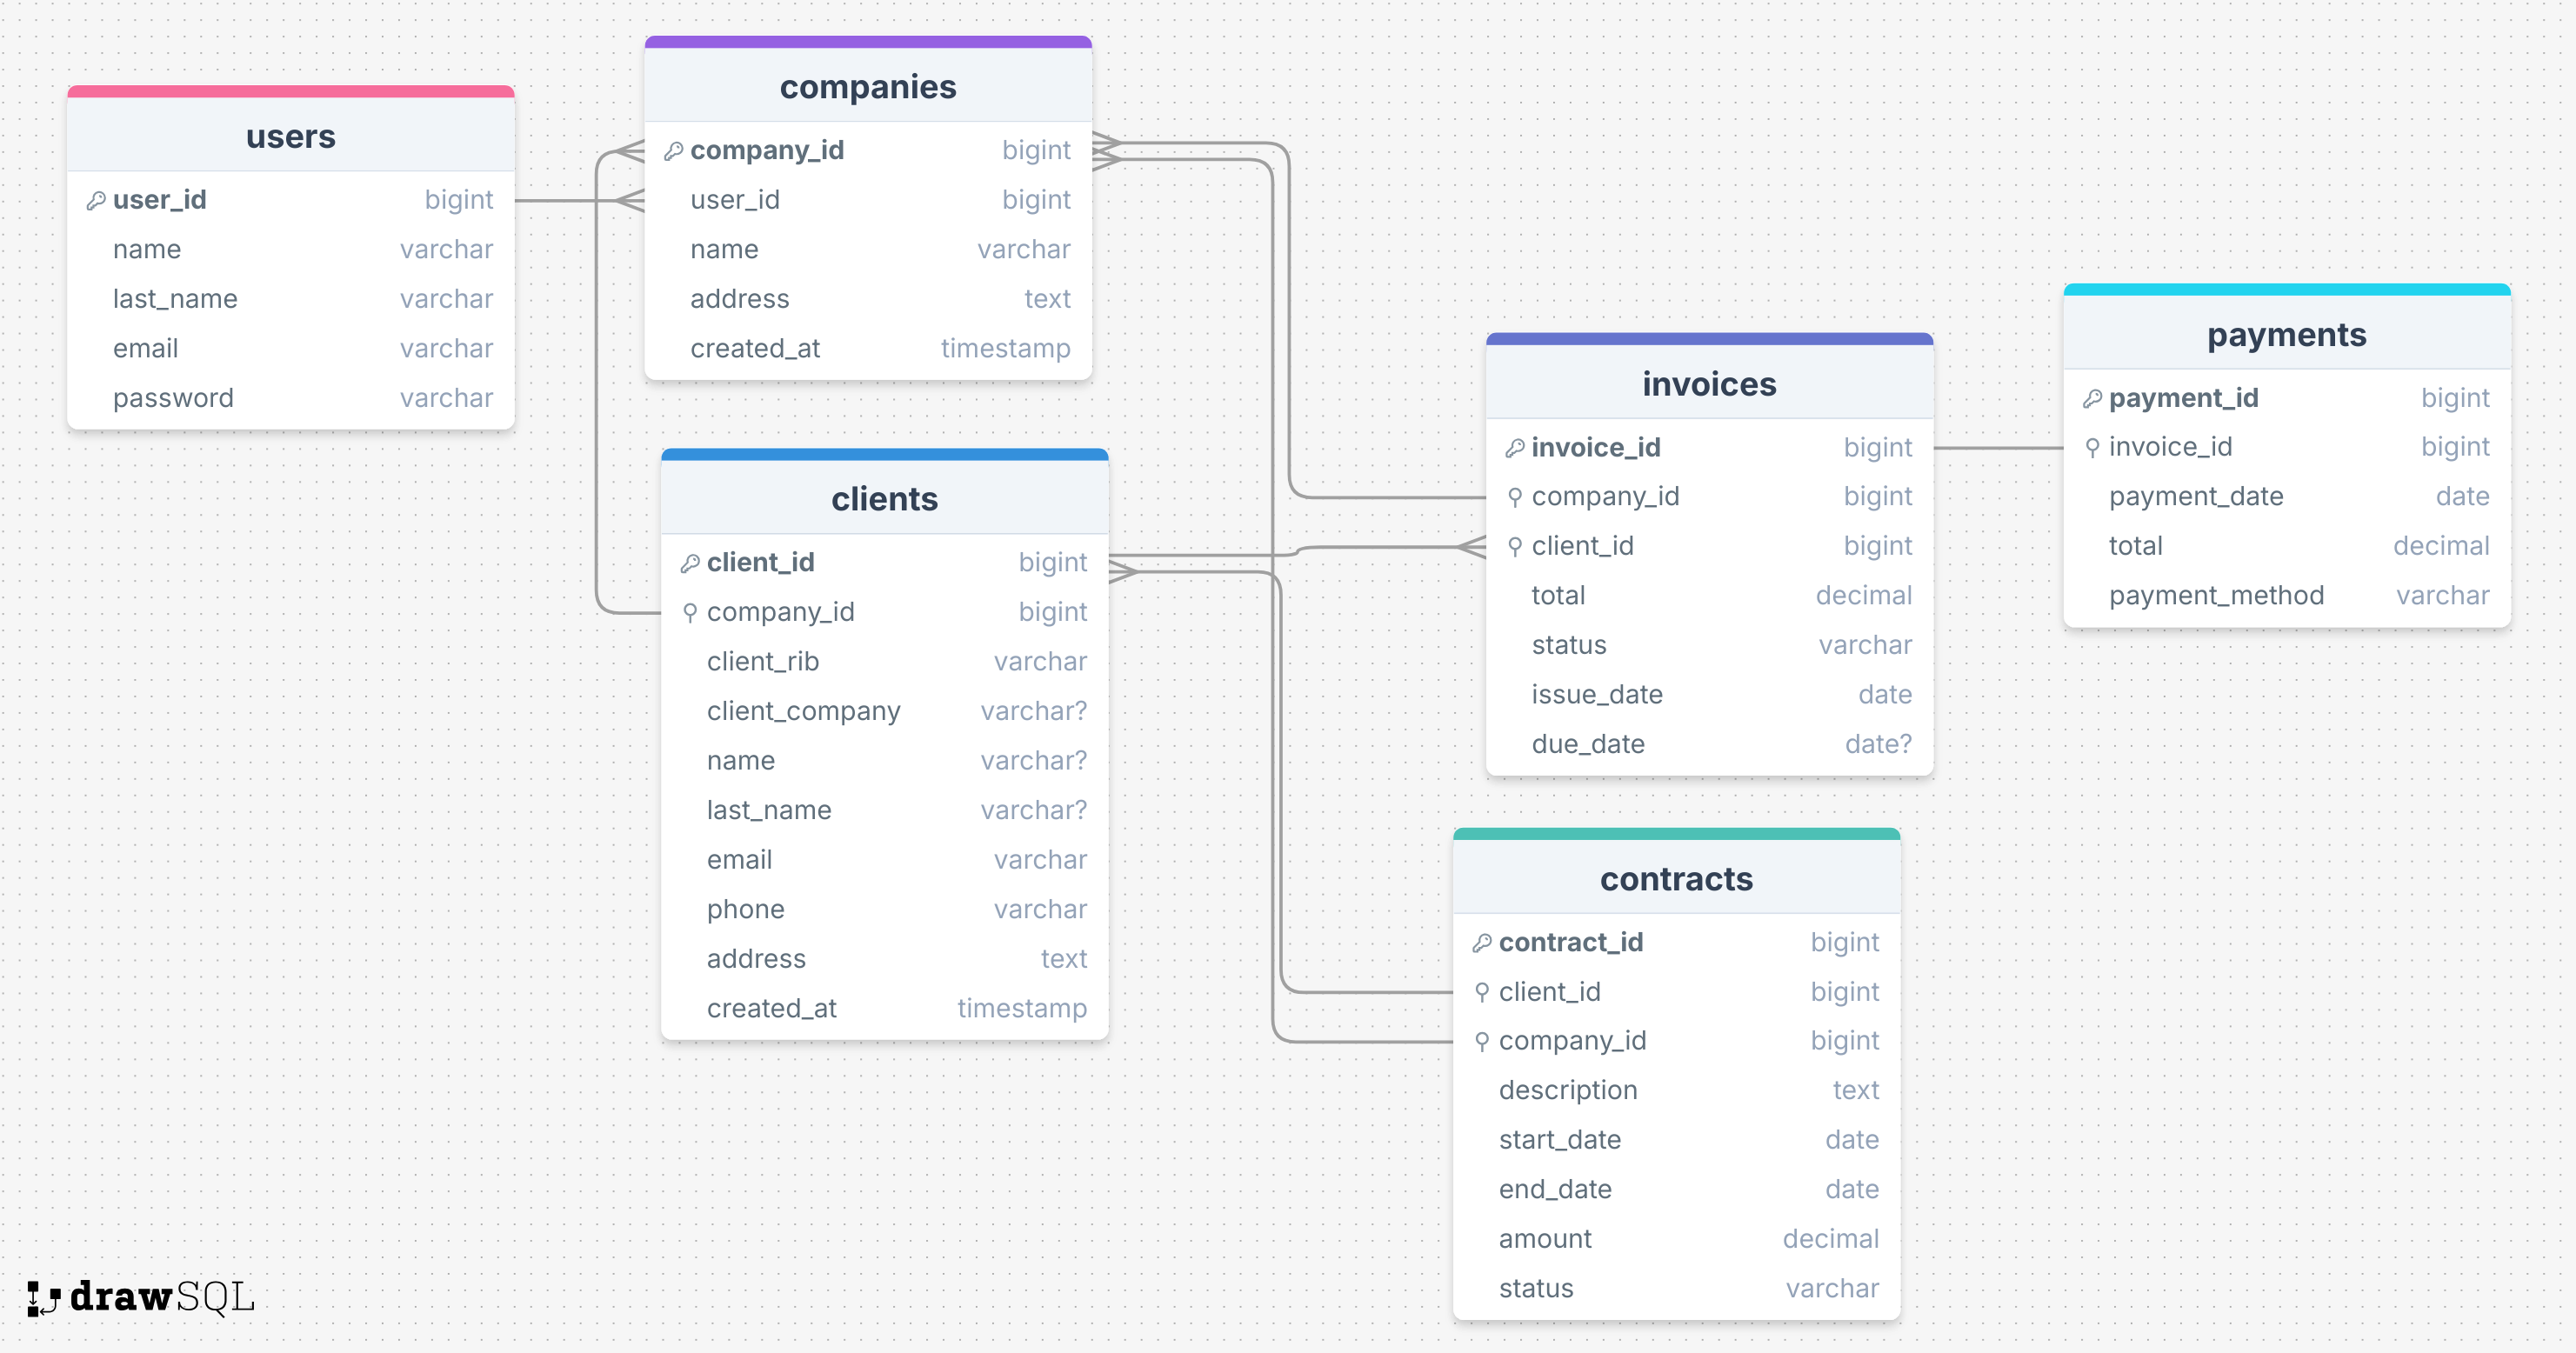 users
user_id bigint
name varchar
last_name varchar
email varchar
password varchar
companies
company_id bigint
user_id bigint
name varchar
address text
created_at timestamp
clients
client_id bigint
company_id bigint
client_rib varchar
client_company varchar?
name varchar?
last_name varchar?
email varchar
phone varchar
address text
created_at timestamp
invoices
invoice_id bigint
company_id bigint
client_id bigint
total decimal
status varchar
issue_date date
due_date date?
payments
payment_id bigint
invoice_id bigint
payment_date date
total decimal
payment_method varchar
contracts
contract_id bigint
client_id bigint
company_id bigint
description text
start_date date
end_date date
amount decimal
status varchar
drawSQL